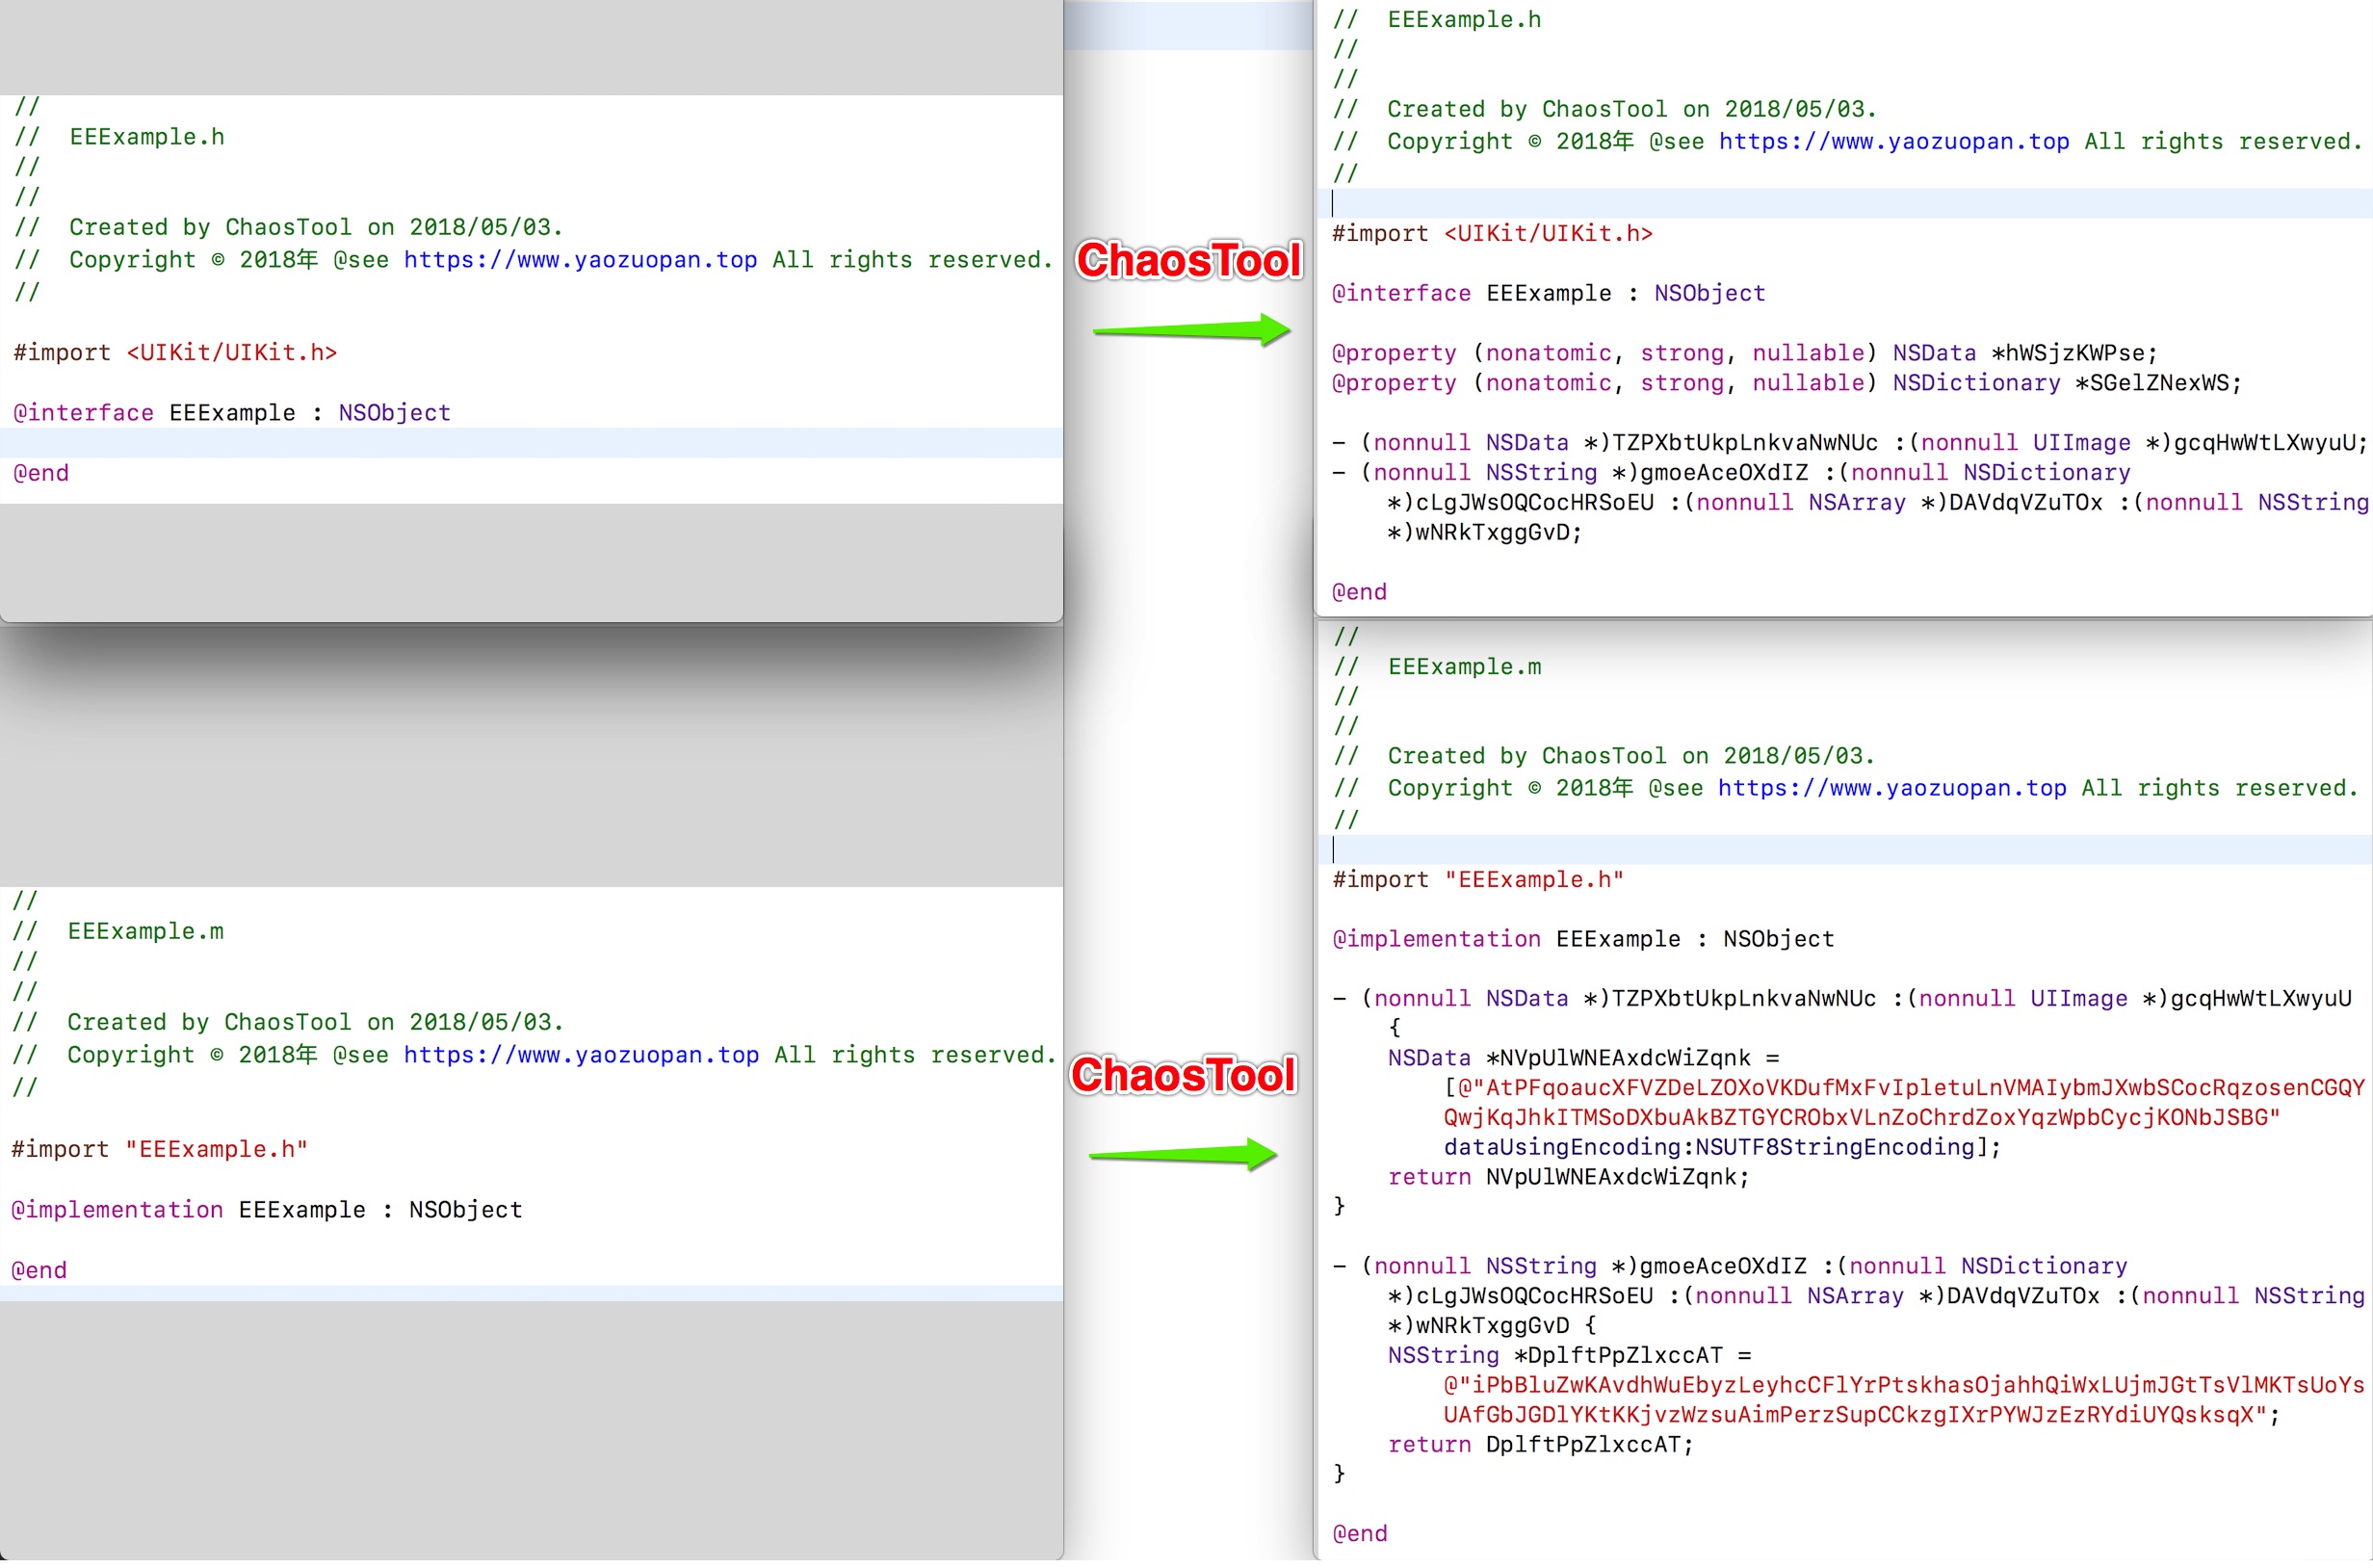 //
//  EEExample.h
//
//
//  Created by ChaosTool on 2018/05/03.
//  Copyright © 2018年 @see https://www.yaozuopan.top All rights reserved.
//
#import <UIKit/UIKit.h>
@interface EEExample : NSObject
@end
ChaosTool
//  EEExample.h
//
//
//  Created by ChaosTool on 2018/05/03.
//  Copyright © 2018年 @see https://www.yaozuopan.top All rights reserved.
//
#import <UIKit/UIKit.h>
@interface EEExample : NSObject
@property (nonatomic, strong, nullable) NSData *hWSjzKWPse;
@property (nonatomic, strong, nullable) NSDictionary *SGelZNexWS;
- (nonnull NSData *)TZPXbtUkpLnkvaNwNUc :(nonnull UIImage *)gcqHwWtLXwyuU;
- (nonnull NSString *)gmoeAceOXdIZ :(nonnull NSDictionary
*)cLgJWsOQCocHRSoEU :(nonnull NSArray *)DAVdqVZuTOx :(nonnull NSString
*)wNRkTxggGvD;
@end
//
//  EEExample.m
//
//
//  Created by ChaosTool on 2018/05/03.
//  Copyright © 2018年 @see https://www.yaozuopan.top All rights reserved.
//
#import "EEExample.h"
@implementation EEExample : NSObject
@end
ChaosTool
//
//  EEExample.m
//
//
//  Created by ChaosTool on 2018/05/03.
//  Copyright © 2018年 @see https://www.yaozuopan.top All rights reserved.
//
#import "EEExample.h"
@implementation EEExample : NSObject
- (nonnull NSData *)TZPXbtUkpLnkvaNwNUc :(nonnull UIImage *)gcqHwWtLXwyuU
{
NSData *NVpUlWNEAxdcWiZqnk =
[@"AtPFqoaucXFVZDeLZOXoVKDufMxFvIpletuLnVMAIybmJXwbSCocRqzosenCGQY
QwjKqJhkITMSoDXbuAkBZTGYCRObxVLnZoChrdZoxYqzWpbCycjKONbJSBG"
dataUsingEncoding:NSUTF8StringEncoding];
return NVpUlWNEAxdcWiZqnk;
}
- (nonnull NSString *)gmoeAceOXdIZ :(nonnull NSDictionary
*)cLgJWsOQCocHRSoEU :(nonnull NSArray *)DAVdqVZuTOx :(nonnull NSString
*)wNRkTxggGvD {
NSString *DplftPpZlxccAT =
@"iPbBluZwKAvdhWuEbyzLeyhcCFlYrPtskhasOjahhQiWxLUjmJGtTsVlMKTsUoYs
UAfGbJGDlYKtKKjvzWzsuAimPerzSupCCkzgIXrPYWJzEzRYdiUYQsksqX";
return DplftPpZlxccAT;
}
@end